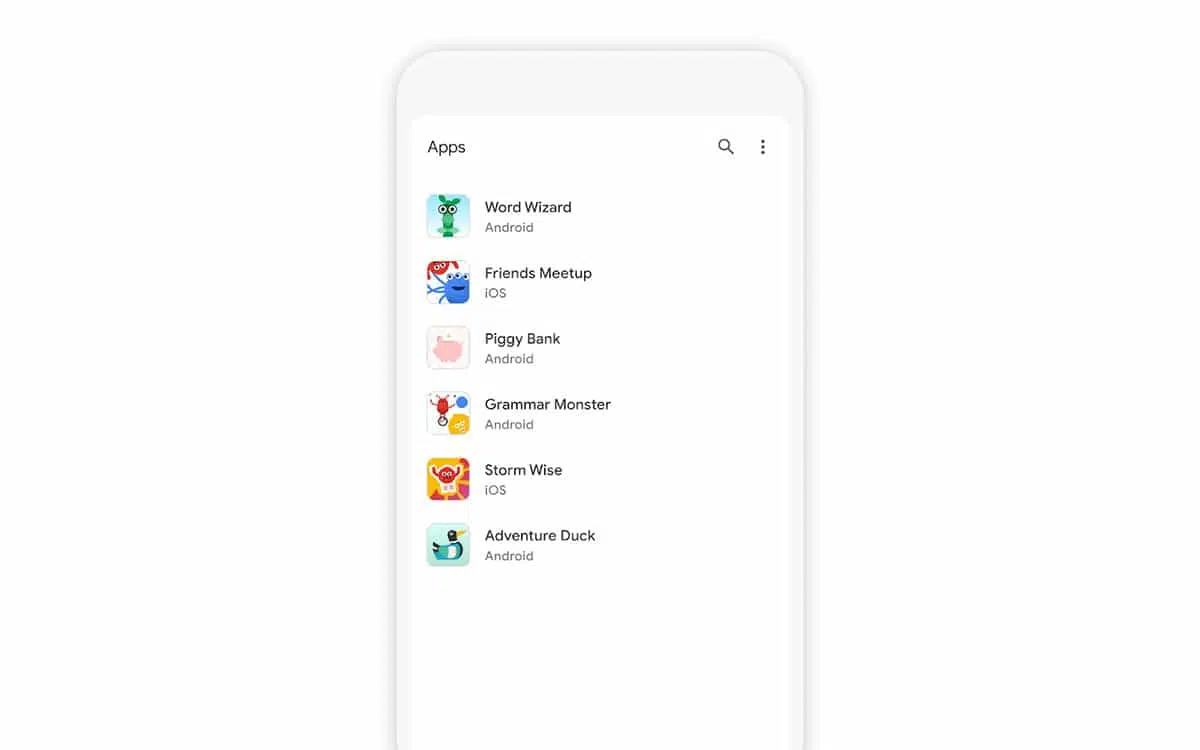 Apps
Word Wizard
Android
Friends Meetup
iOS
Piggy Bank
Android
Grammar Monster
Android
Storm Wise
iOS
Adventure Duck
Android